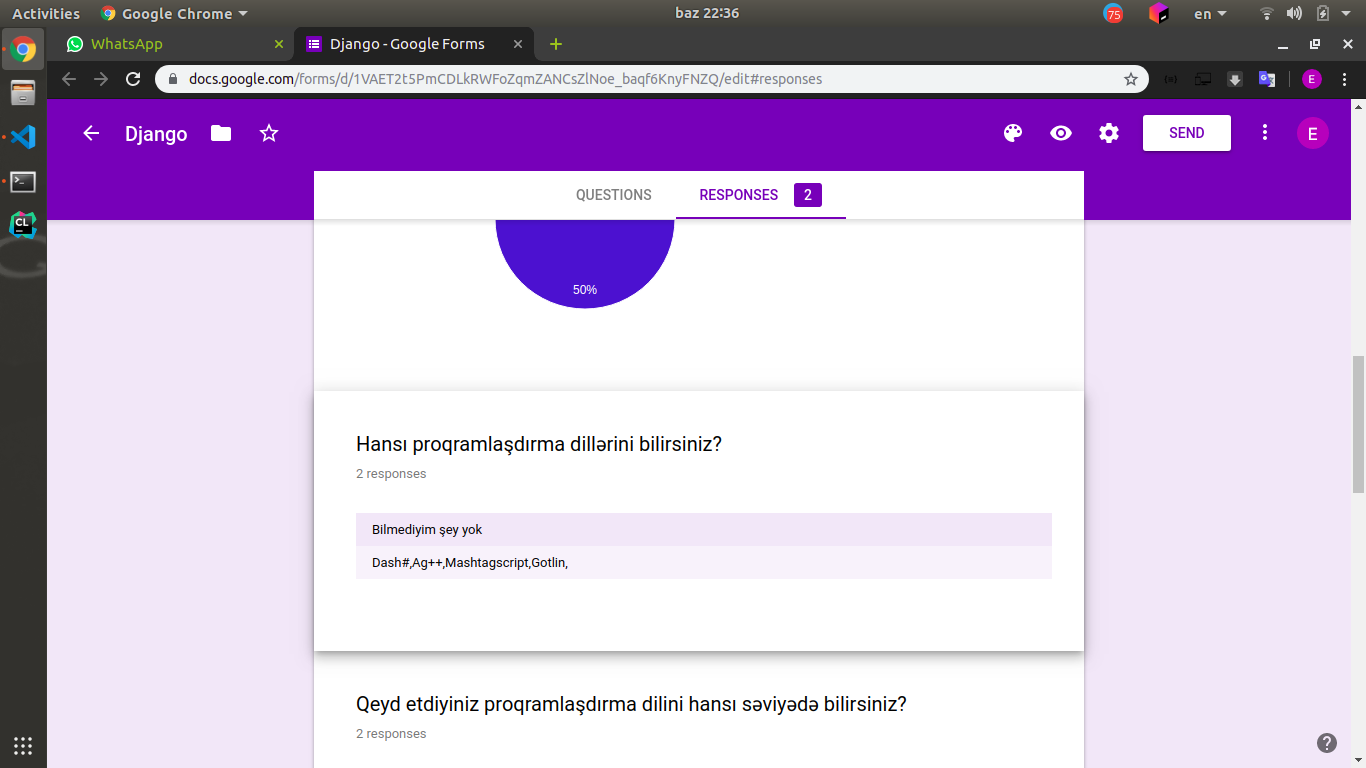 Activities Google Chrome baz 22:36 75 en
WhatsApp Django - Google Forms
docs.google.com/forms/d/1VAET2t5PmCDLkRWFoZqmZANCsZlNoe_baqf6KnyFNZQ/edit#responses E
Django SEND E
QUESTIONS RESPONSES 2
50%
CL
Hansı proqramlaşdırma dillərini bilirsiniz?
2 responses
Bilmediyim şey yok
Dash#,Ag++,Mashtagscript,Gotlin,
Qeyd etdiyiniz proqramlaşdırma dilini hansı səviyədə bilirsiniz?
2 responses